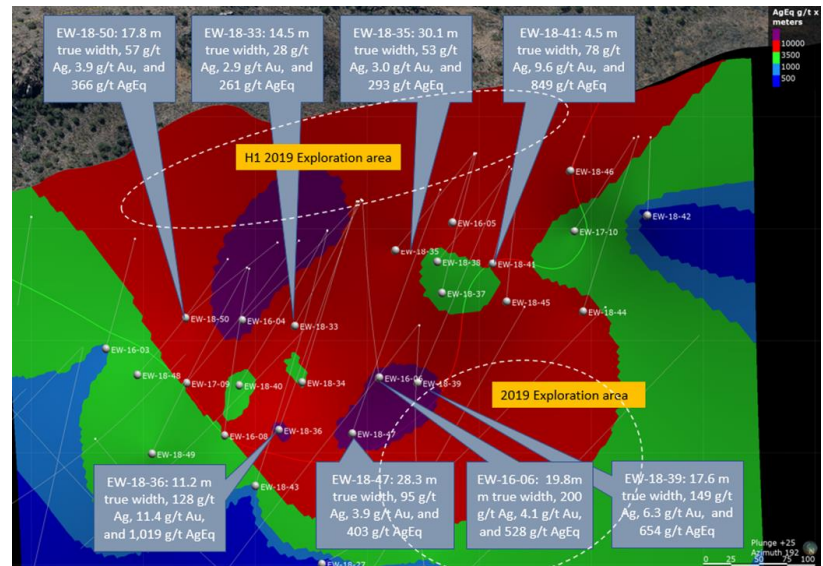 EW-18-50: 17.8 m
true width, 57 g/t
Ag, 3.9 g/t Au, and
366 g/t AgEq
EW-18-33: 14.5 m
true width, 28 g/t
Ag, 2.9 g/t Au, and
261 g/t AgEq
EW-18-35: 30.1 m
true width, 53 g/t
Ag, 3.0 g/t Au, and
293 g/t AgEq
EW-18-41: 4.5 m
true width, 78 g/t
Ag, 9.6 g/t Au, and
849 g/t AgEq
AgEq g/t x
meters
10000
3500
1000
500
H1 2019 Exploration area
EW-18-46
EW-18-42
EW-16-05
EW-17-10
EW-18-35
EW-18-38
EW-18-41
EW-18-37
EW-18-45
EW-18-44
EW-18-50
EW-16-04
EW-18-33
EW-16-03
EW-18-48
EW-17-09
EW-18-40
EW-18-34
EW-16-06
EW-18-39
2019 Exploration area
EW-16-08
EW-18-36
EW-18-47
EW-18-49
EW-18-43
EW-18-36: 11.2 m
true width, 128 g/t
Ag, 11.4 g/t Au,
and 1,019 g/t AgEq
EW-18-47: 28.3 m
true width, 95 g/t
Ag, 3.9 g/t Au, and
403 g/t AgEq
EW-16-06: 19.8m
m true width, 200
g/t Ag, 4.1 g/t Au,
and 528 g/t AgEq
EW-18-39: 17.6 m
true width, 149 g/t
Ag, 6.3 g/t Au, and
654 g/t AgEq
Plunge +25
Azimuth 192
0 25 50 75 100